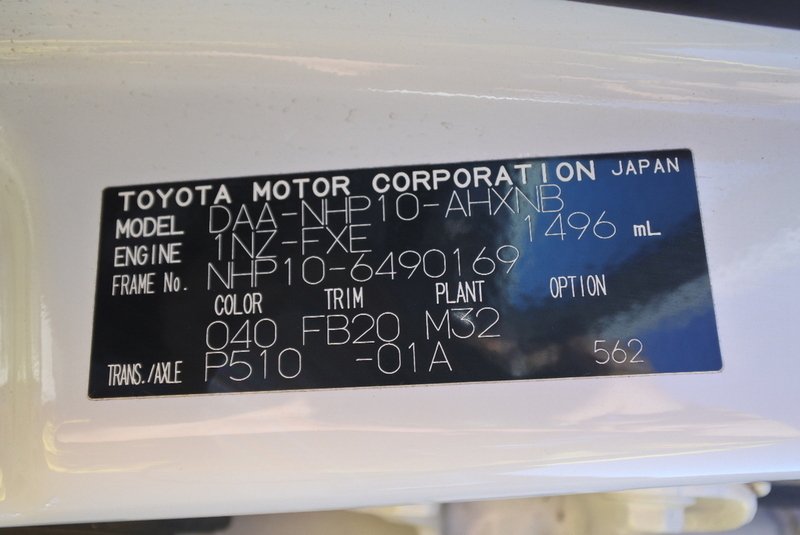 TOYOTA MOTOR CORPORATION JAPAN
MODEL DAA-NHP10-AHXNB
ENGINE 1NZ-FXE 1496 mL
FRAME No. NHP10-6490169
COLOR TRIM PLANT OPTION
040 FB20 M32
TRANS./AXLE P510 -01A 562